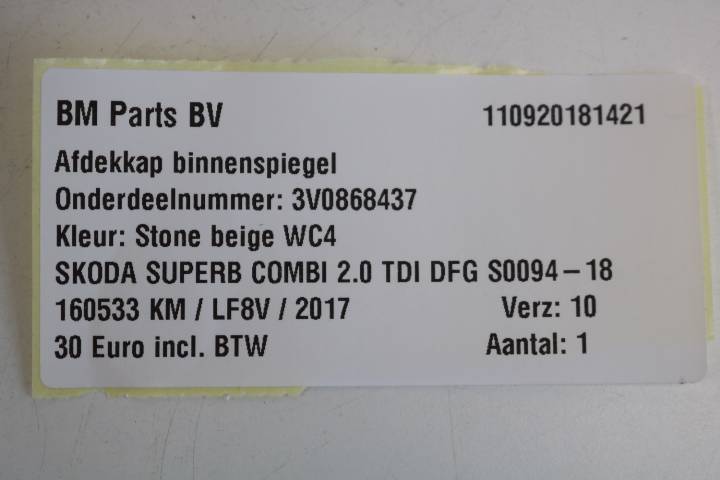 BM Parts BV 110920181421
Afdekkap binnenspiegel
Onderdeelnummer: 3V0868437
Kleur: Stone beige WC4
SKODA SUPERB COMBI 2.0 TDI DFG S0094-18
160533 KM / LF8V / 2017 Verz: 10
30 Euro incl. BTW Aantal: 1